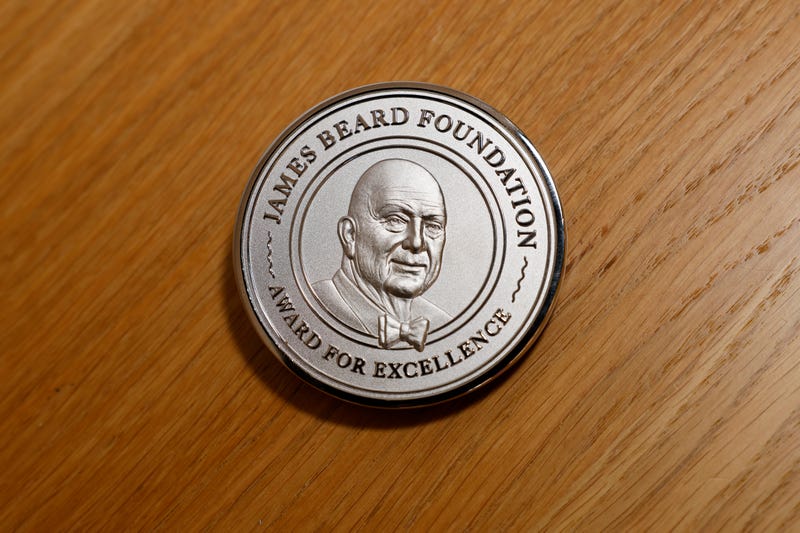 JAMES BEARD FOUNDATION
AWARD FOR EXCELLENCE